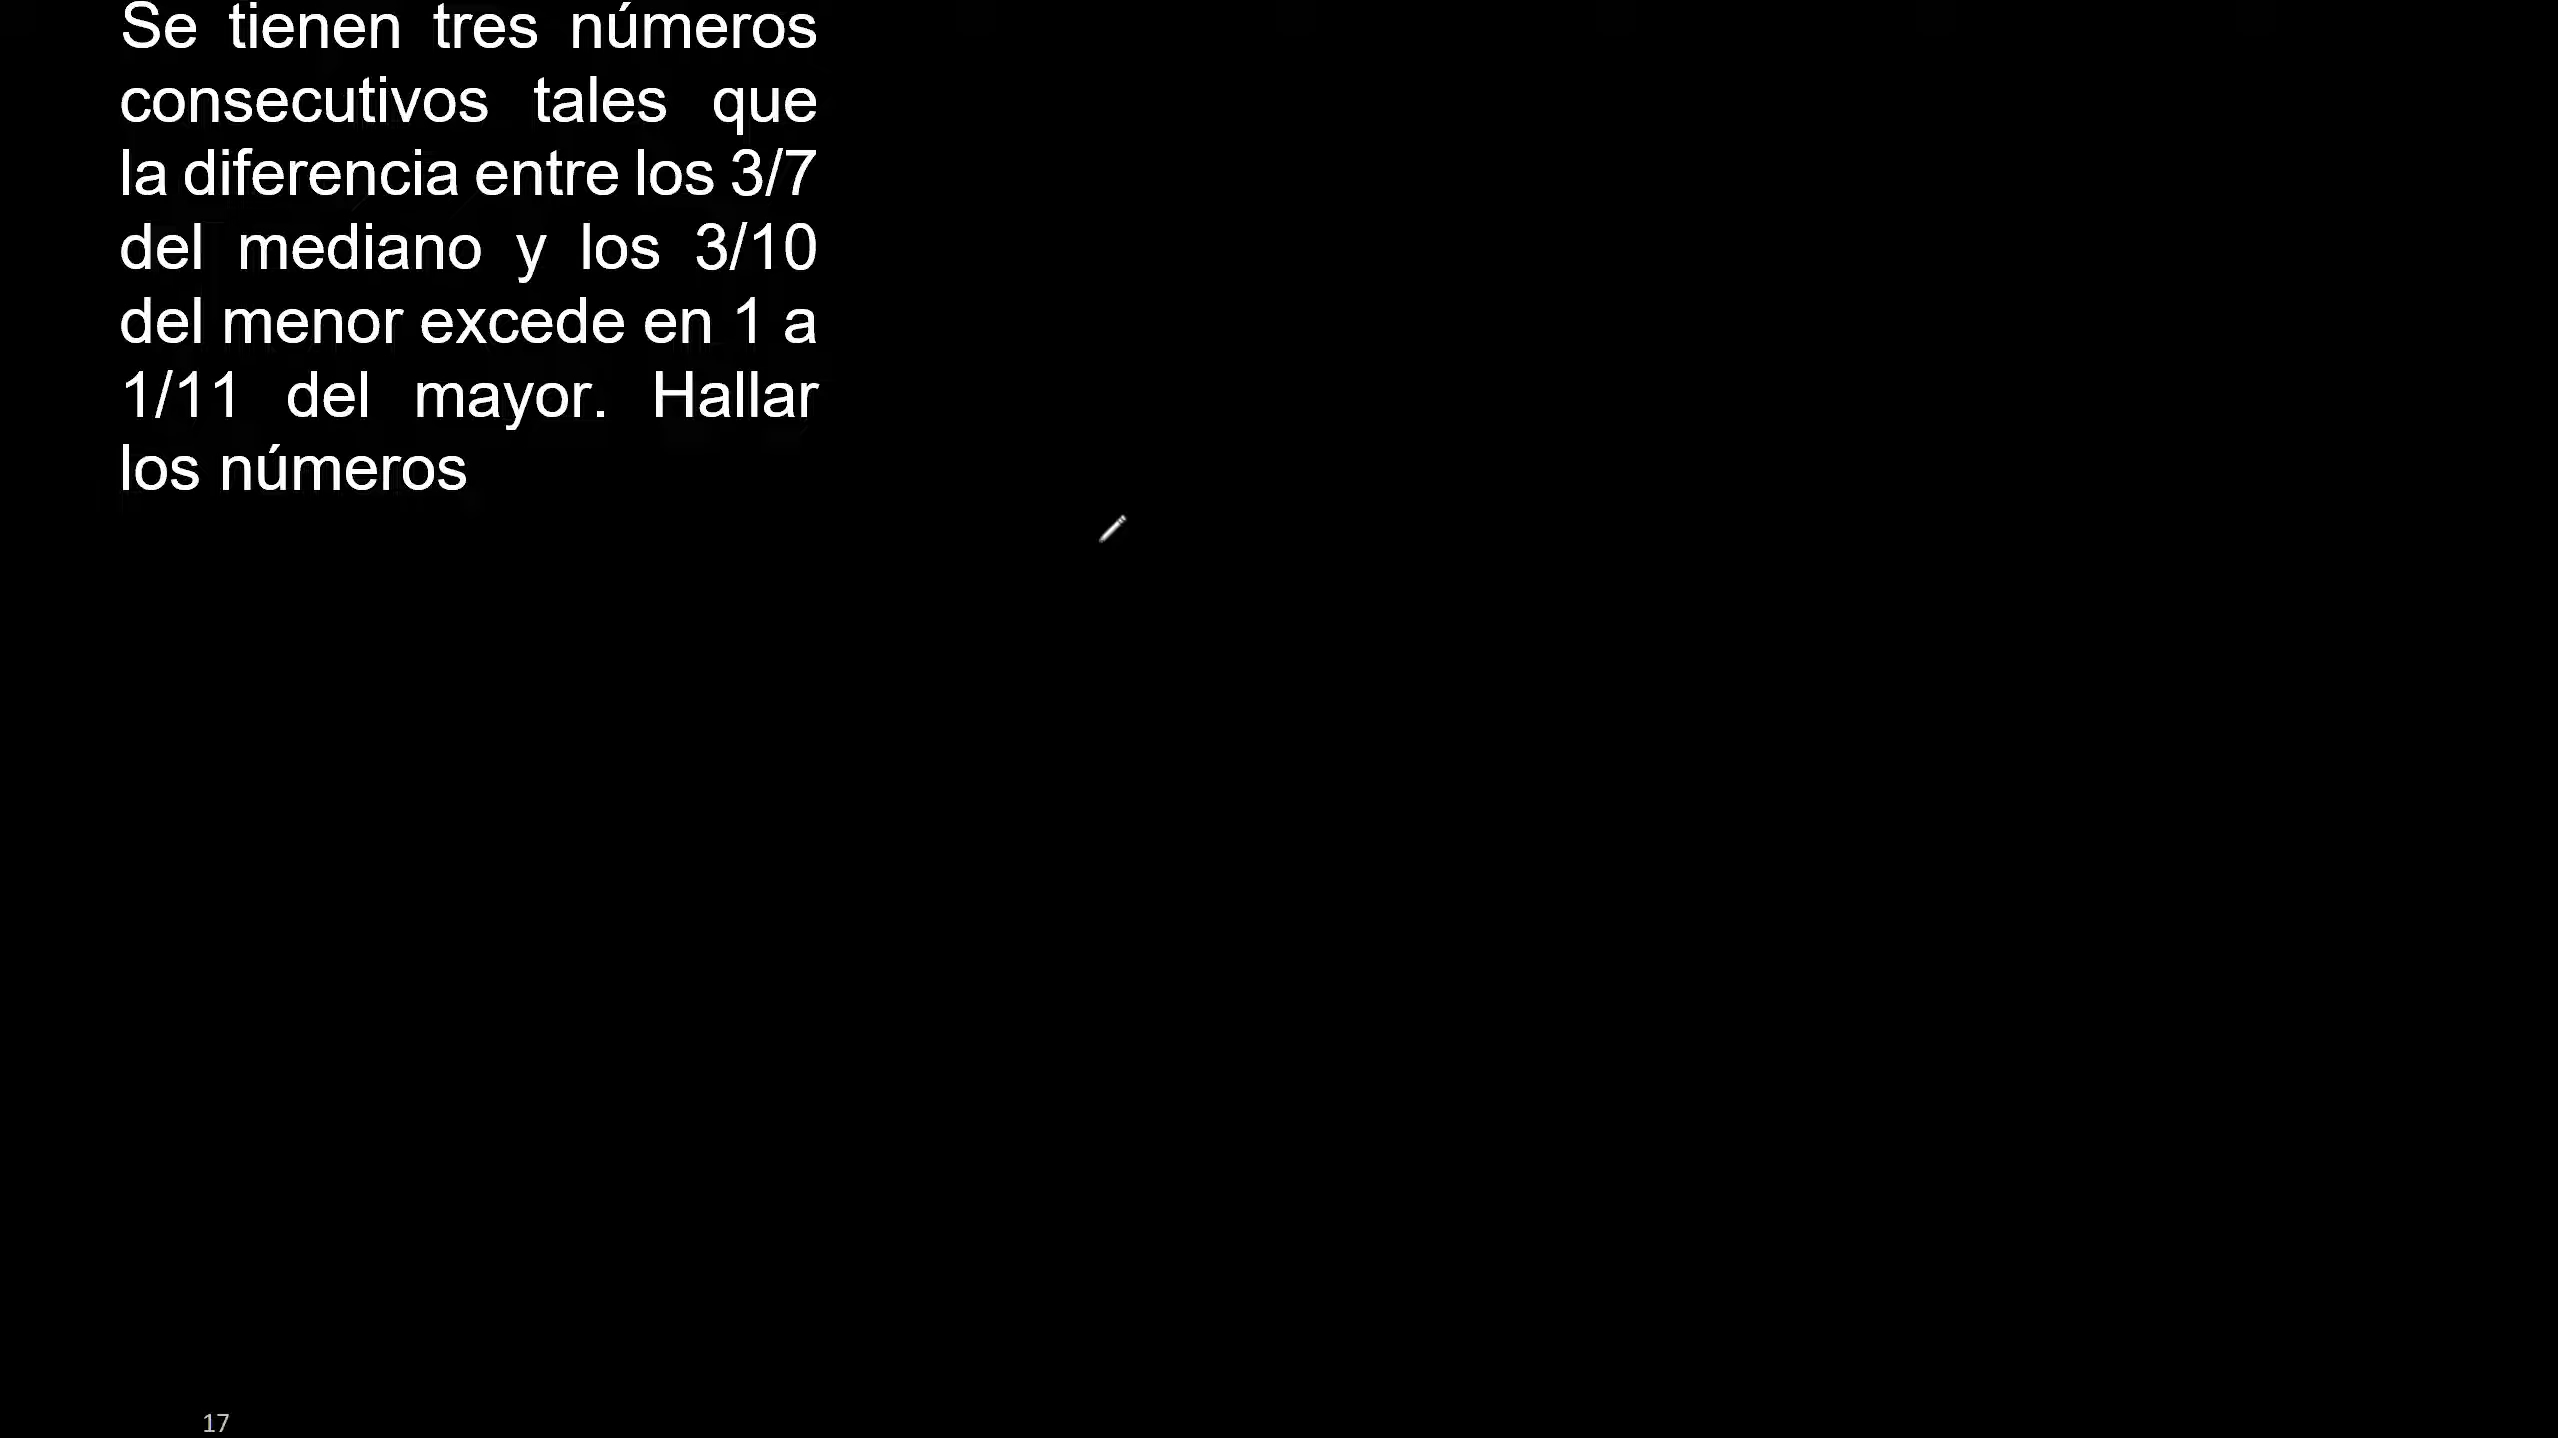 Se tienen tres números
consecutivos tales que
la diferencia entre los 3/7
del mediano y los 3/10
del menor excede en 1 a
1/11 del mayor. Hallar
los números
17